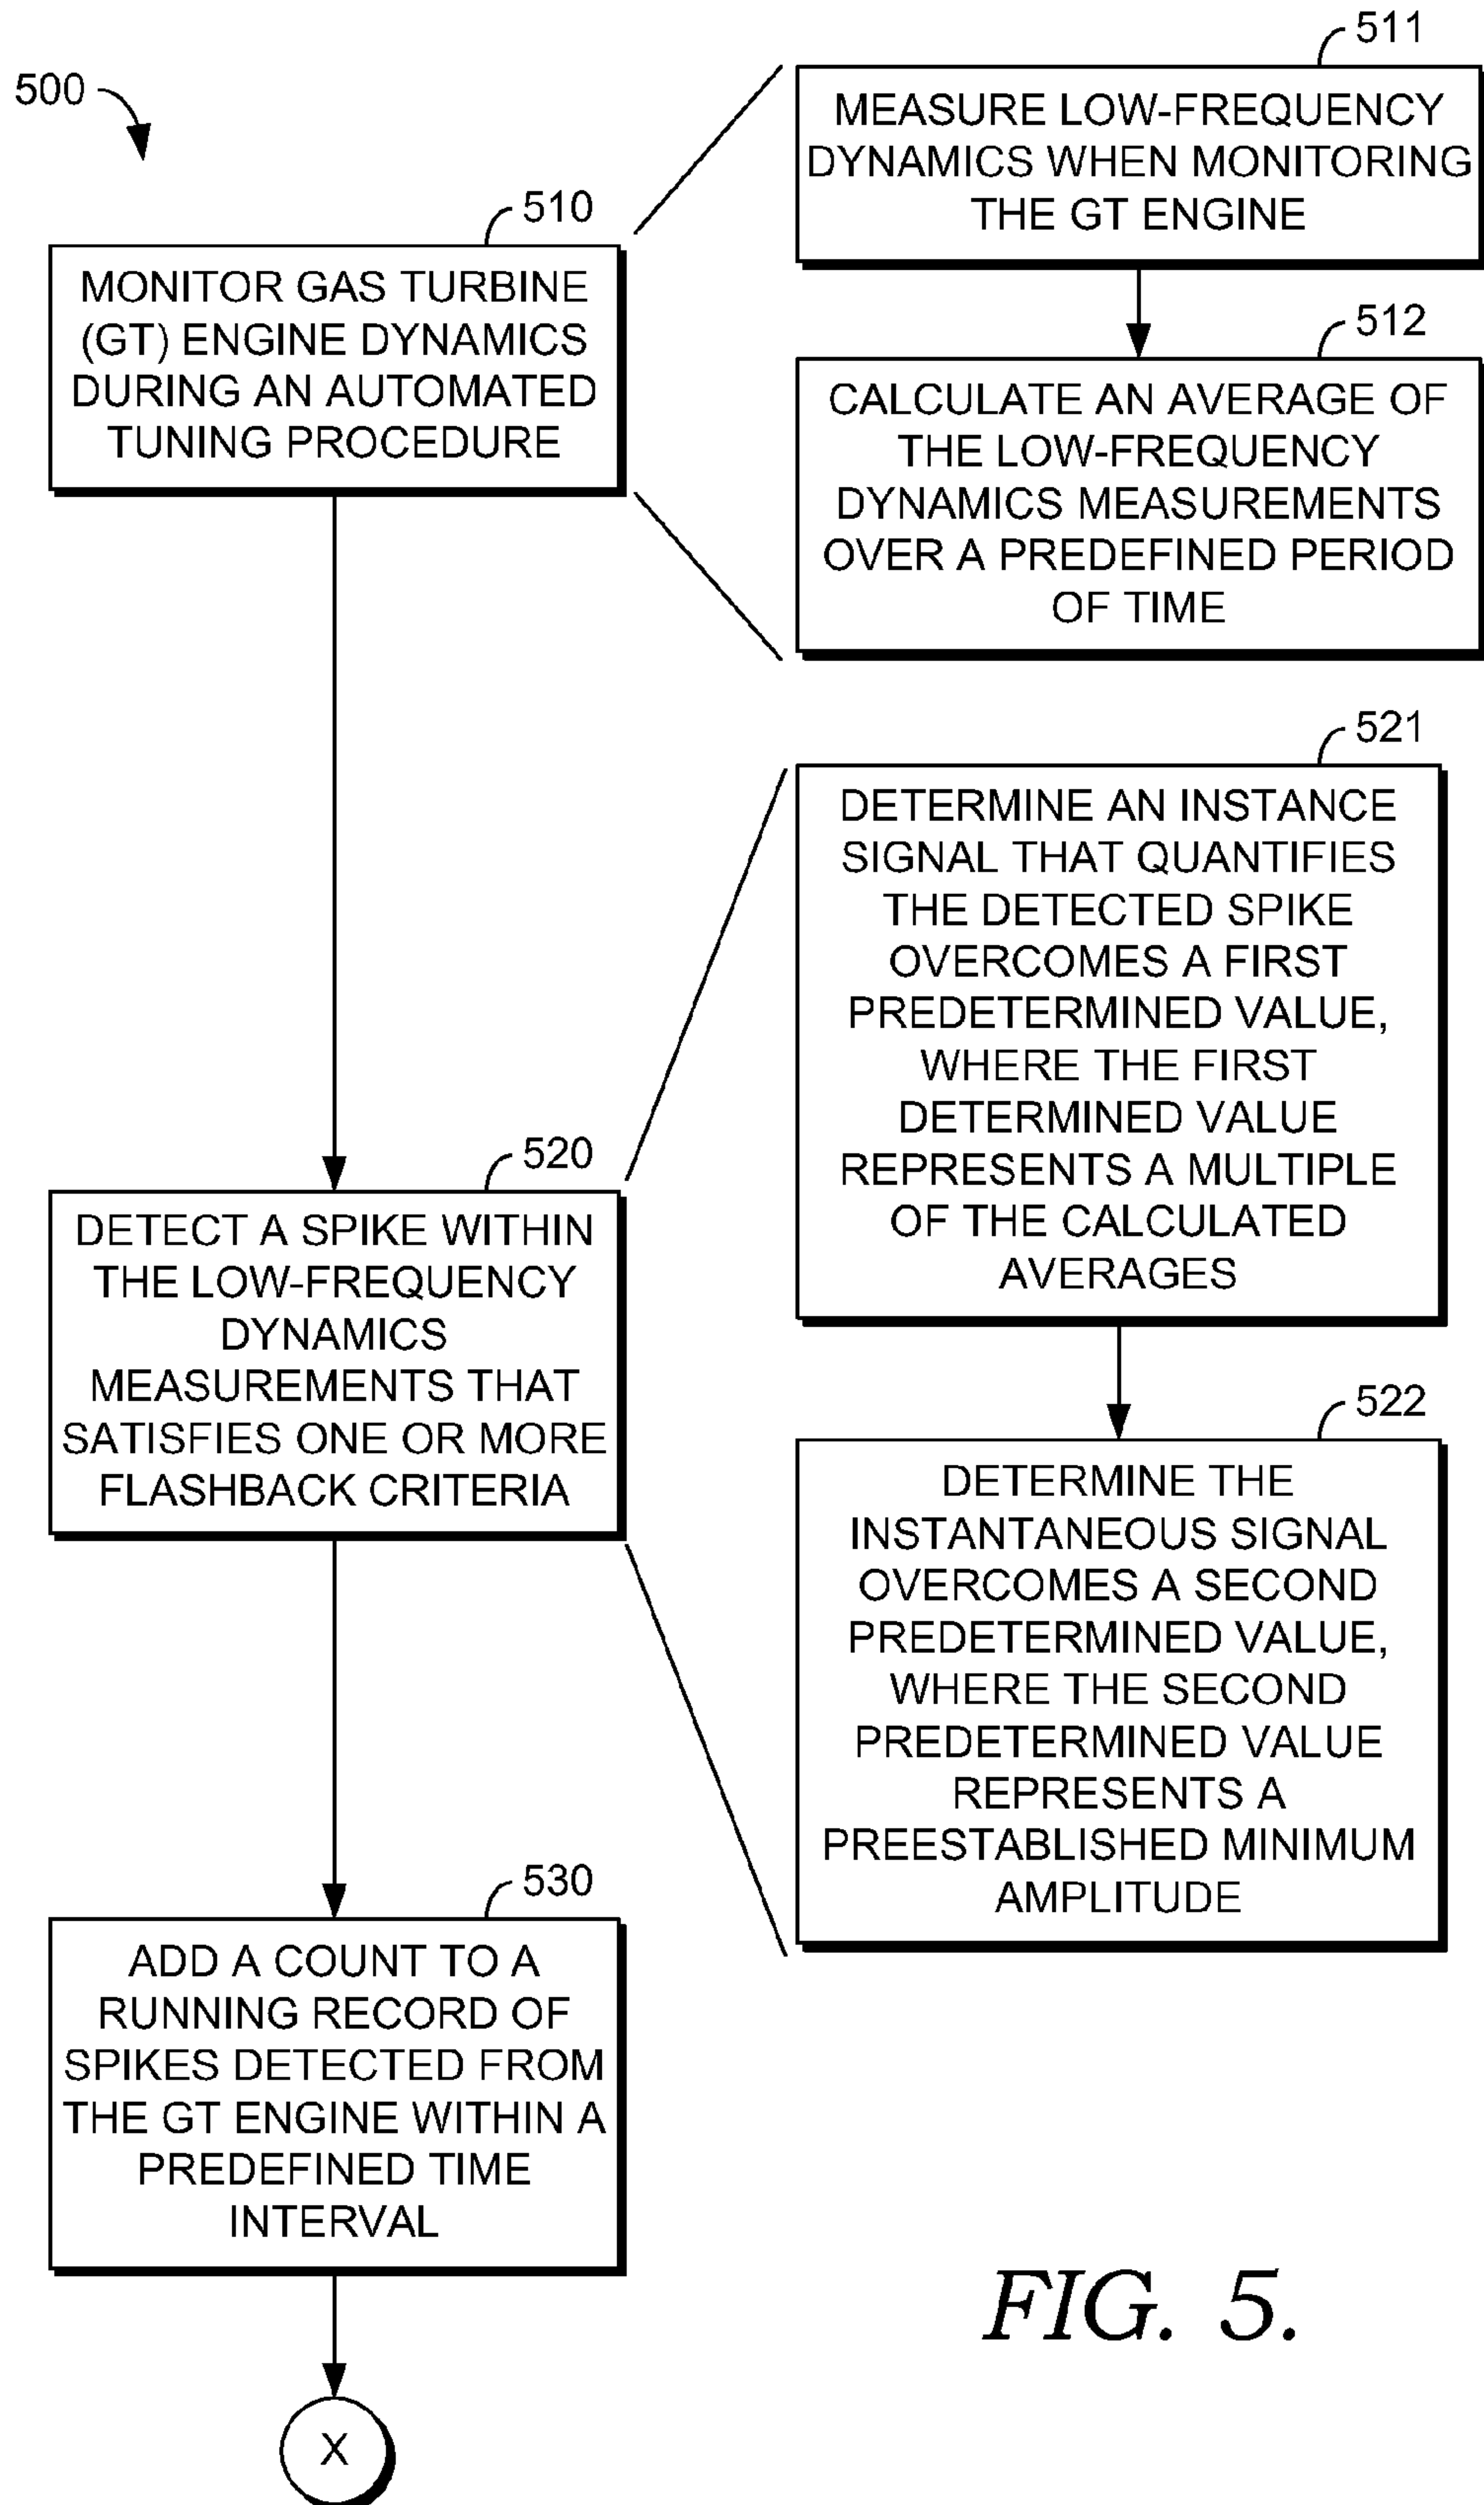 500
510
MONITOR GAS TURBINE
(GT) ENGINE DYNAMICS
DURING AN AUTOMATED
TUNING PROCEDURE
511
MEASURE LOW-FREQUENCY
DYNAMICS WHEN MONITORING
THE GT ENGINE
512
CALCULATE AN AVERAGE OF
THE LOW-FREQUENCY
DYNAMICS MEASUREMENTS
OVER A PREDEFINED PERIOD
OF TIME
520
DETECT A SPIKE WITHIN
THE LOW-FREQUENCY
DYNAMICS
MEASUREMENTS THAT
SATISFIES ONE OR MORE
FLASHBACK CRITERIA
521
DETERMINE AN INSTANCE
SIGNAL THAT QUANTIFIES
THE DETECTED SPIKE
OVERCOMES A FIRST
PREDETERMINED VALUE,
WHERE THE FIRST
DETERMINED VALUE
REPRESENTS A MULTIPLE
OF THE CALCULATED
AVERAGES
522
DETERMINE THE
INSTANTANEOUS SIGNAL
OVERCOMES A SECOND
PREDETERMINED VALUE,
WHERE THE SECOND
PREDETERMINED VALUE
REPRESENTS A
PREESTABLISHED MINIMUM
AMPLITUDE
530
ADD A COUNT TO A
RUNNING RECORD OF
SPIKES DETECTED FROM
THE GT ENGINE WITHIN A
PREDEFINED TIME
INTERVAL
X
FIG. 5.